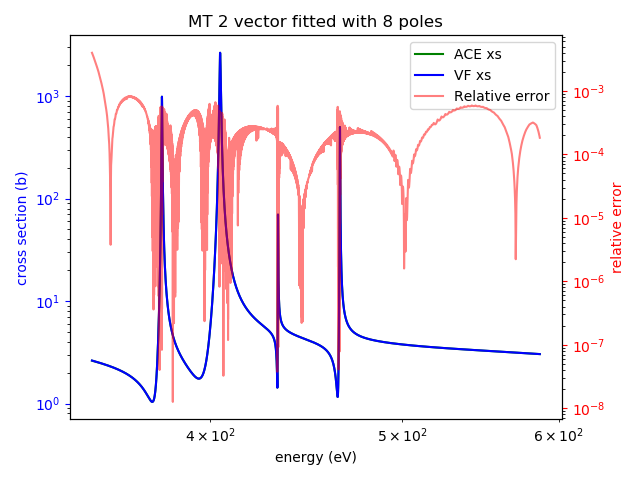 MT 2 vector fitted with 8 poles
ACE xs
VF xs
Relative error
cross section (b)
10³
10²
10¹
10⁰
10⁻³
10⁻⁴
10⁻⁵
10⁻⁶
10⁻⁷
10⁻⁸
relative error
4 × 10²
5 × 10²
6 × 10²
energy (eV)